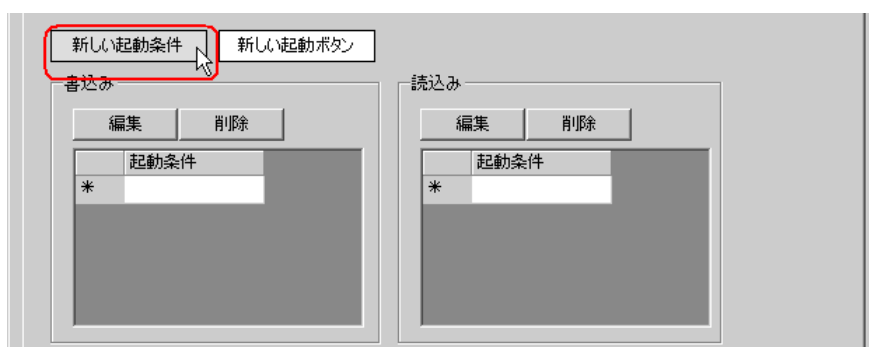 新しい起動条件 新しい起動ボタン
書込み 読込み
編集 削除 編集 削除
起動条件 起動条件
* *